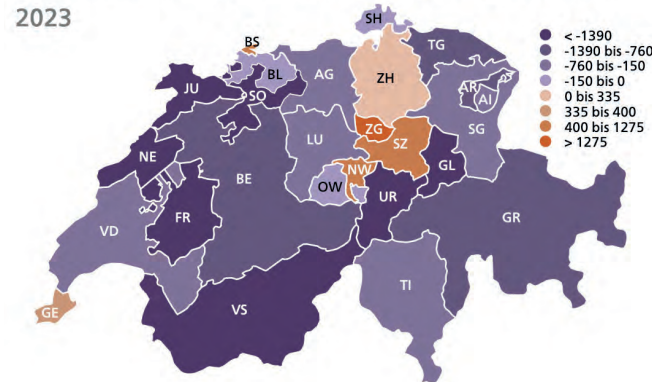 2023
SH
BS
TG
BL
AG
ZH
JU
SO
AR
AI
ZG
SZ
SG
LU
NE
NW
GL
BE
OW
UR
FR
GR
VD
TI
GE
VS
< -1390
-1390 bis -760
-760 bis -150
-150 bis 0
0 bis 335
335 bis 400
400 bis 1275
> 1275